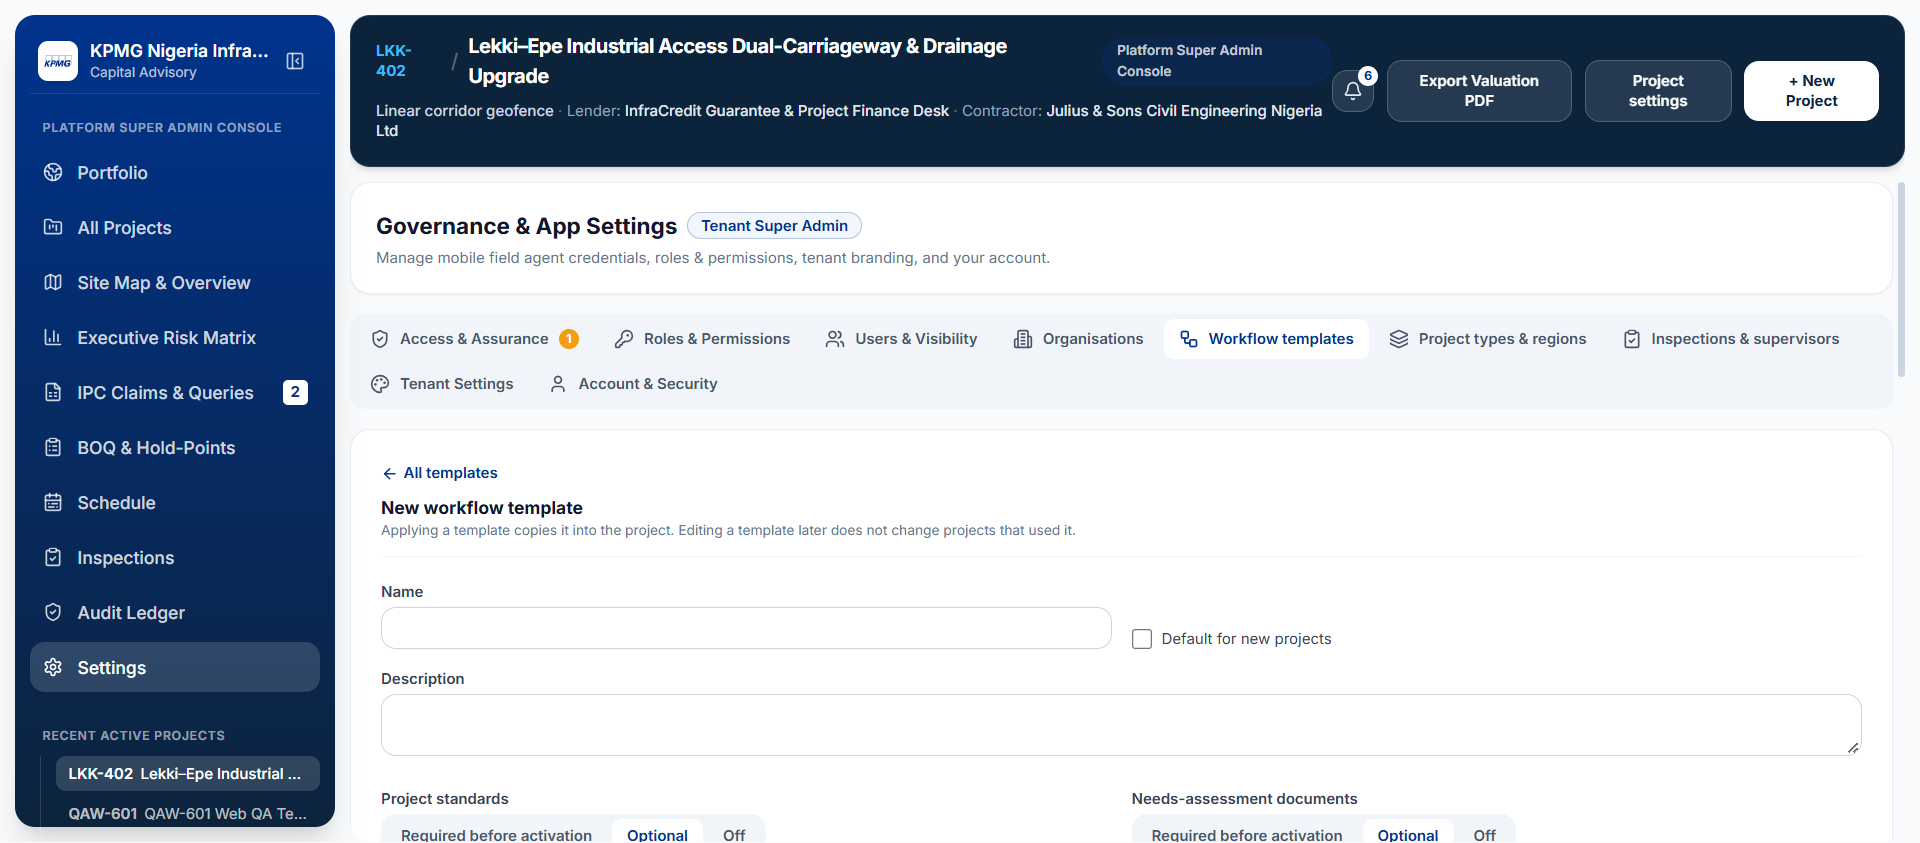 KPMG
KPMG Nigeria Infra...
Capital Advisory
PLATFORM SUPER ADMIN CONSOLE
Portfolio
All Projects
Site Map & Overview
Executive Risk Matrix
IPC Claims & Queries 2
BOQ & Hold-Points
Schedule
Inspections
Audit Ledger
Settings
RECENT ACTIVE PROJECTS
LKK-402 Lekki–Epe Industrial ...
QAW-601 QAW-601 Web QA Te...
LKK-
402
/
Lekki–Epe Industrial Access Dual-Carriageway & Drainage
Upgrade
Platform Super Admin
Console
Linear corridor geofence · Lender: InfraCredit Guarantee & Project Finance Desk · Contractor: Julius & Sons Civil Engineering Nigeria
Ltd
6
Export Valuation
PDF
Project
settings
+ New
Project
Governance & App Settings Tenant Super Admin
Manage mobile field agent credentials, roles & permissions, tenant branding, and your account.
Access & Assurance 1 Roles & Permissions Users & Visibility Organisations Workflow templates Project types & regions Inspections & supervisors
Tenant Settings Account & Security
← All templates
New workflow template
Applying a template copies it into the project. Editing a template later does not change projects that used it.
Name
Default for new projects
Description
Project standards
Required before activation Optional Off
Needs-assessment documents
Required before activation Optional Off